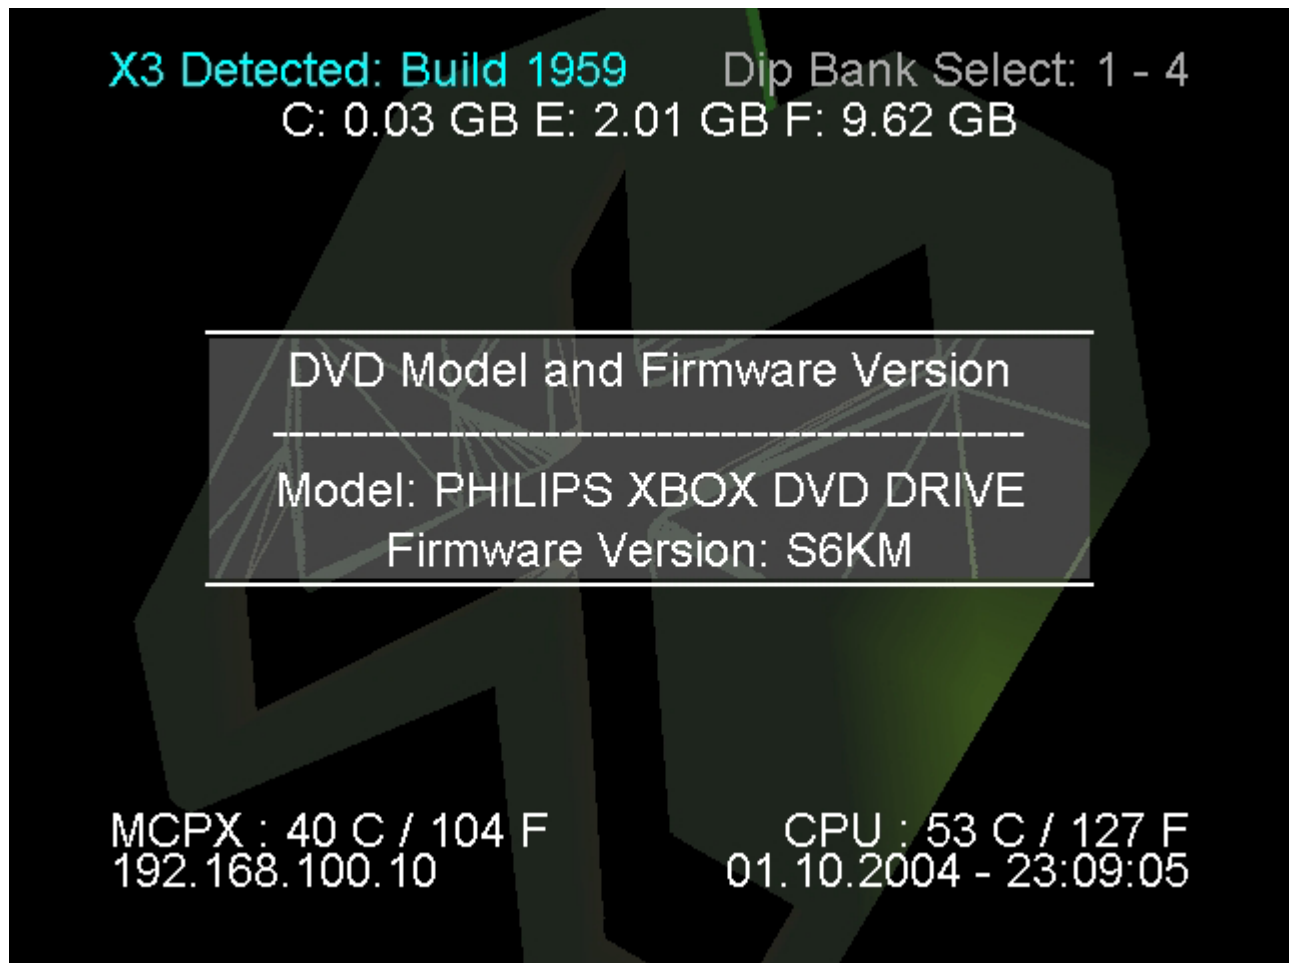 X3 Detected: Build 1959 Dip Bank Select: 1 - 4
C: 0.03 GB E: 2.01 GB F: 9.62 GB
DVD Model and Firmware Version
------------------------------------------------
Model: PHILIPS XBOX DVD DRIVE
Firmware Version: S6KM
MCPX : 40 C / 104 F CPU : 53 C / 127 F
192.168.100.10 01.10.2004 - 23:09:05